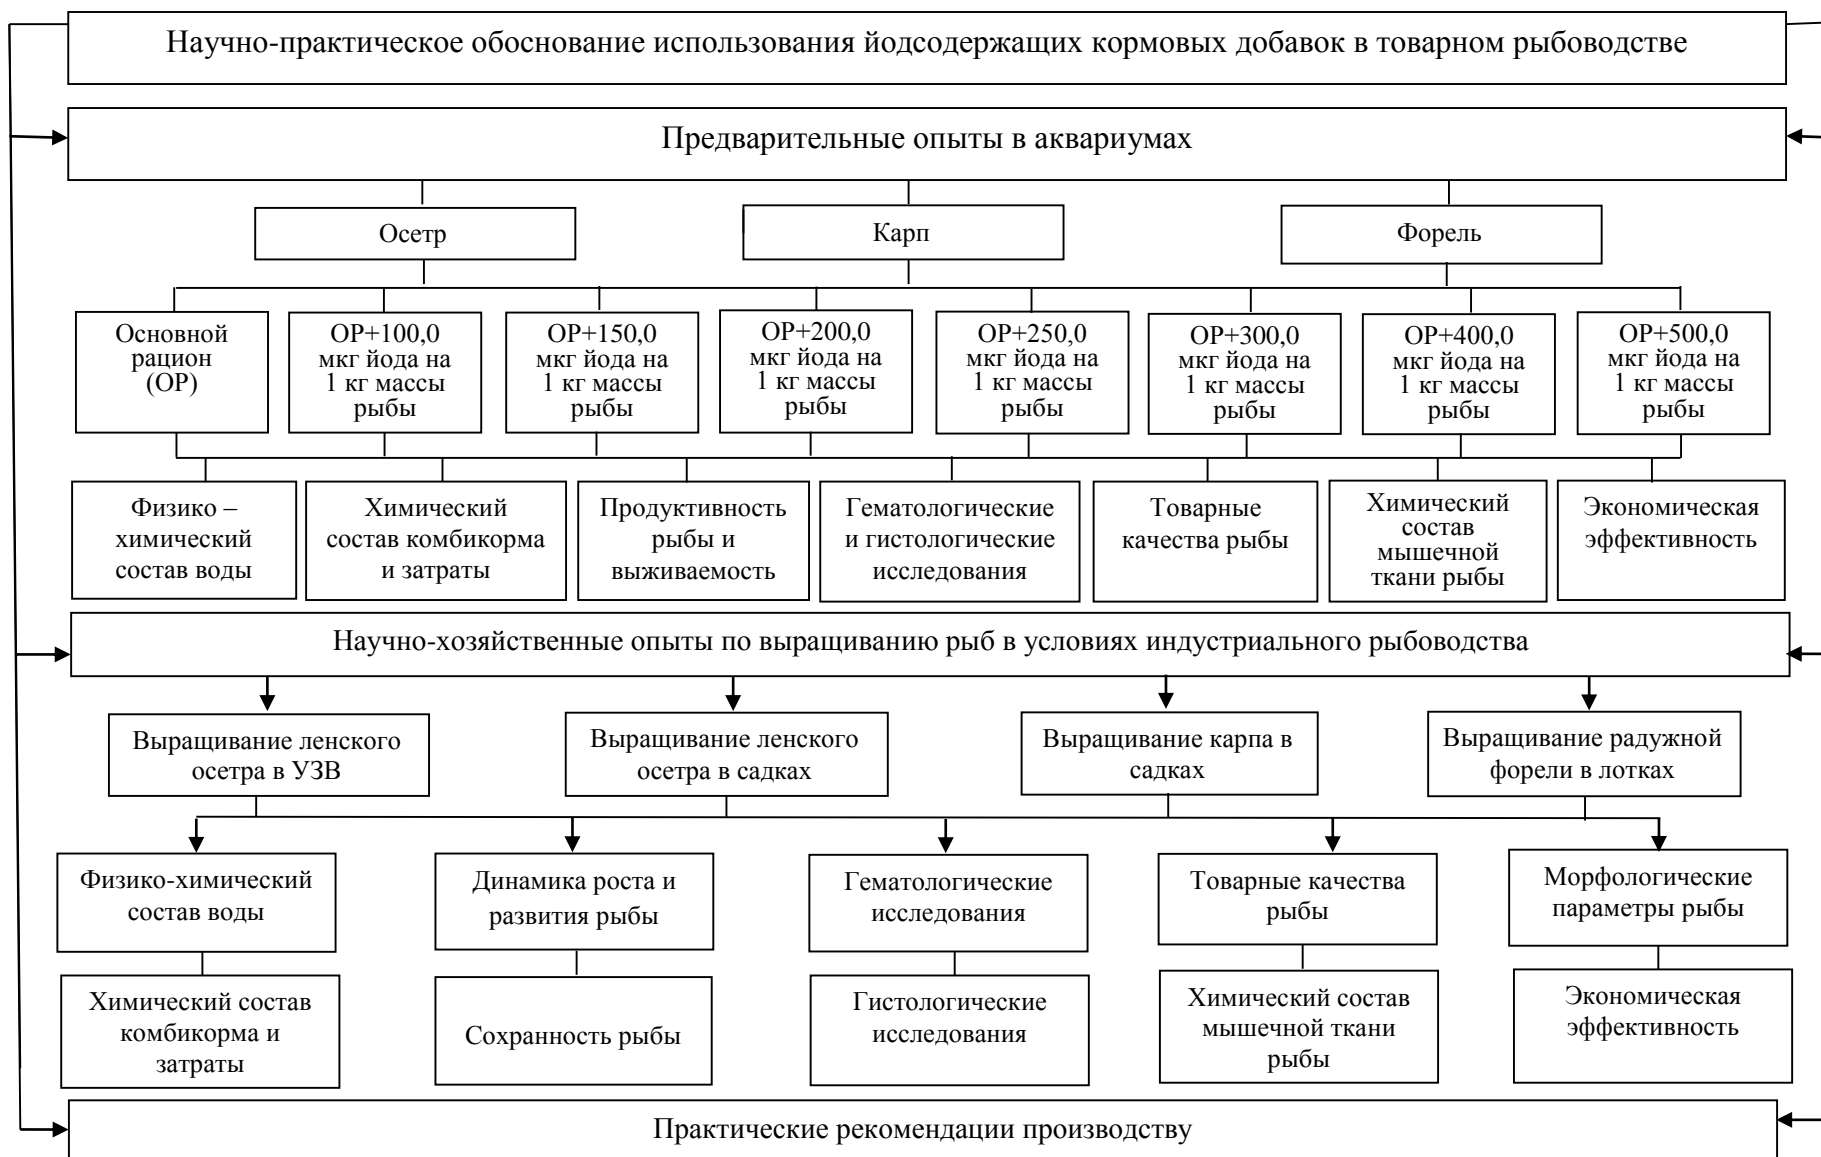 Научно-практическое обоснование использования йодсодержащих кормовых добавок в товарном рыбоводстве
Предварительные опыты в аквариумах
Осетр
Карп
Форель
Основной
рацион
(ОР)
ОР+100,0
мкг йода на
1 кг массы
рыбы
ОР+150,0
мкг йода на
1 кг массы
рыбы
ОР+200,0
мкг йода на
1 кг массы
рыбы
ОР+250,0
мкг йода на
1 кг массы
рыбы
ОР+300,0
мкг йода на
1 кг массы
рыбы
ОР+400,0
мкг йода на
1 кг массы
рыбы
ОР+500,0
мкг йода на
1 кг массы
рыбы
Физико –
химический
состав воды
Химический
состав комбикорма
и затраты
Продуктивность
рыбы и
выживаемость
Гематологические
и гистологические
исследования
Товарные
качества рыбы
Химический
состав
мышечной
ткани рыбы
Экономическая
эффективность
Научно-хозяйственные опыты по выращиванию рыб в условиях индустриального рыбоводства
Выращивание ленского
осетра в УЗВ
Выращивание ленского
осетра в садках
Выращивание карпа в
садках
Выращивание радужной
форели в лотках
Физико-химический
состав воды
Динамика роста и
развития рыбы
Гематологические
исследования
Товарные качества
рыбы
Морфологические
параметры рыбы
Химический состав
комбикорма и
затраты
Сохранность рыбы
Гистологические
исследования
Химический состав
мышечной ткани
рыбы
Экономическая
эффективность
Практические рекомендации производству